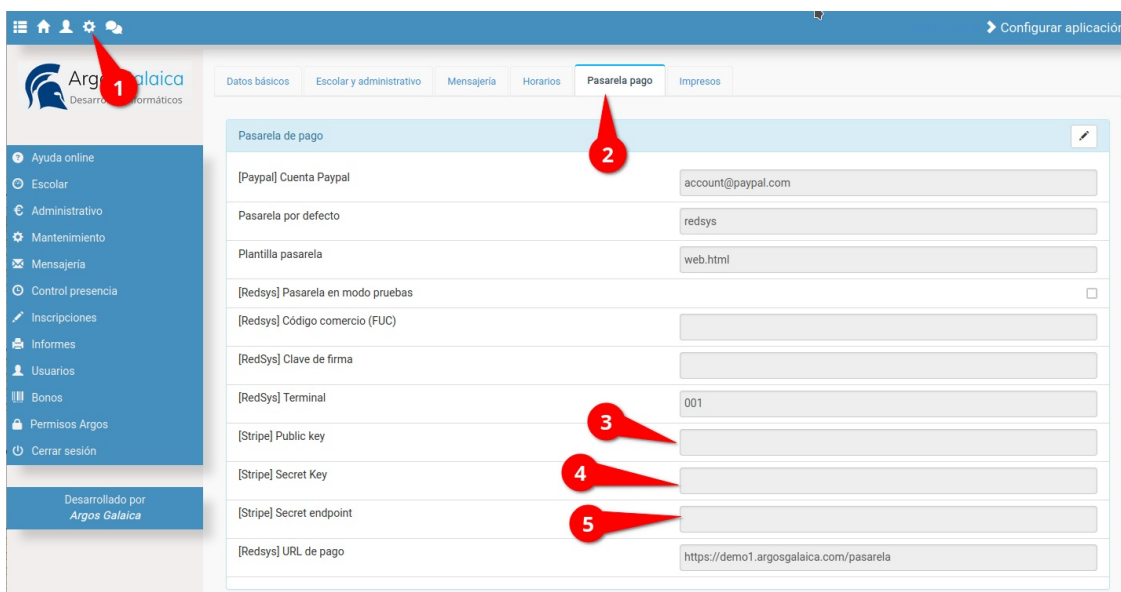 Configurar aplicación
1
Argos Galaica
Desarrollos Informáticos
Datos básicos Escolar y administrativo Mensajería Horarios Pasarela pago Impresos
2
Pasarela de pago
Ayuda online
Escolar
Administrativo
Mantenimiento
Mensajería
Control presencia
Inscripciones
Informes
Usuarios
Bonos
Permisos Argos
Cerrar sesión
Desarrollado por
Argos Galaica
[Paypal] Cuenta Paypal account@paypal.com
Pasarela por defecto redsys
Plantilla pasarela web.html
[Redsys] Pasarela en modo pruebas
[Redsys] Código comercio (FUC)
[RedSys] Clave de firma
[RedSys] Terminal 001
[Stripe] Public key 3
[Stripe] Secret Key 4
[Stripe] Secret endpoint 5
[Redsys] URL de pago https://demo1.argosgalaica.com/pasarela